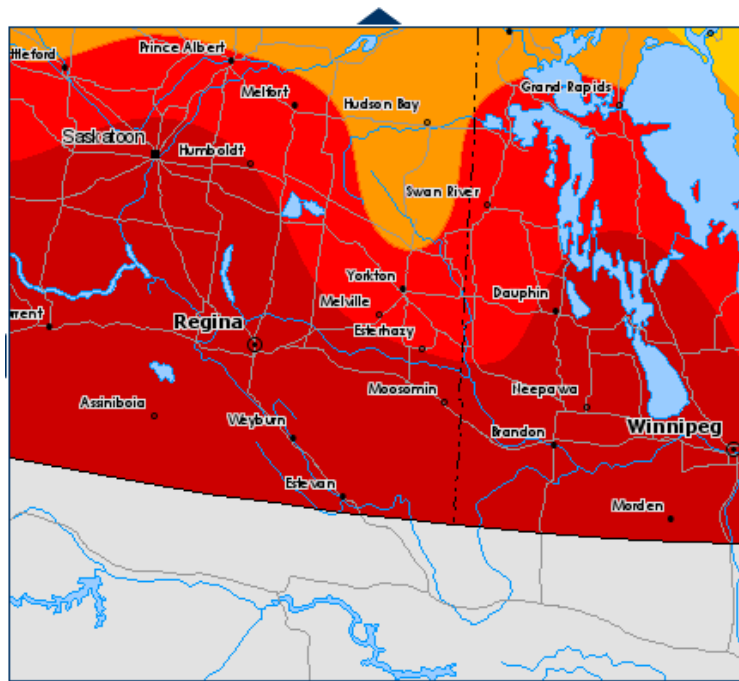 ttleford
Prince Albert
Melfort
Hudson Bay
Grand Rapids
Saskatoon
Humboldt
Swan River
Yorkton
Dauphin
Melville
rrent
Regina
Esterhazy
Moosomin
Neepawa
Assiniboia
Weyburn
Brandon
Winnipeg
Estevan
Morden